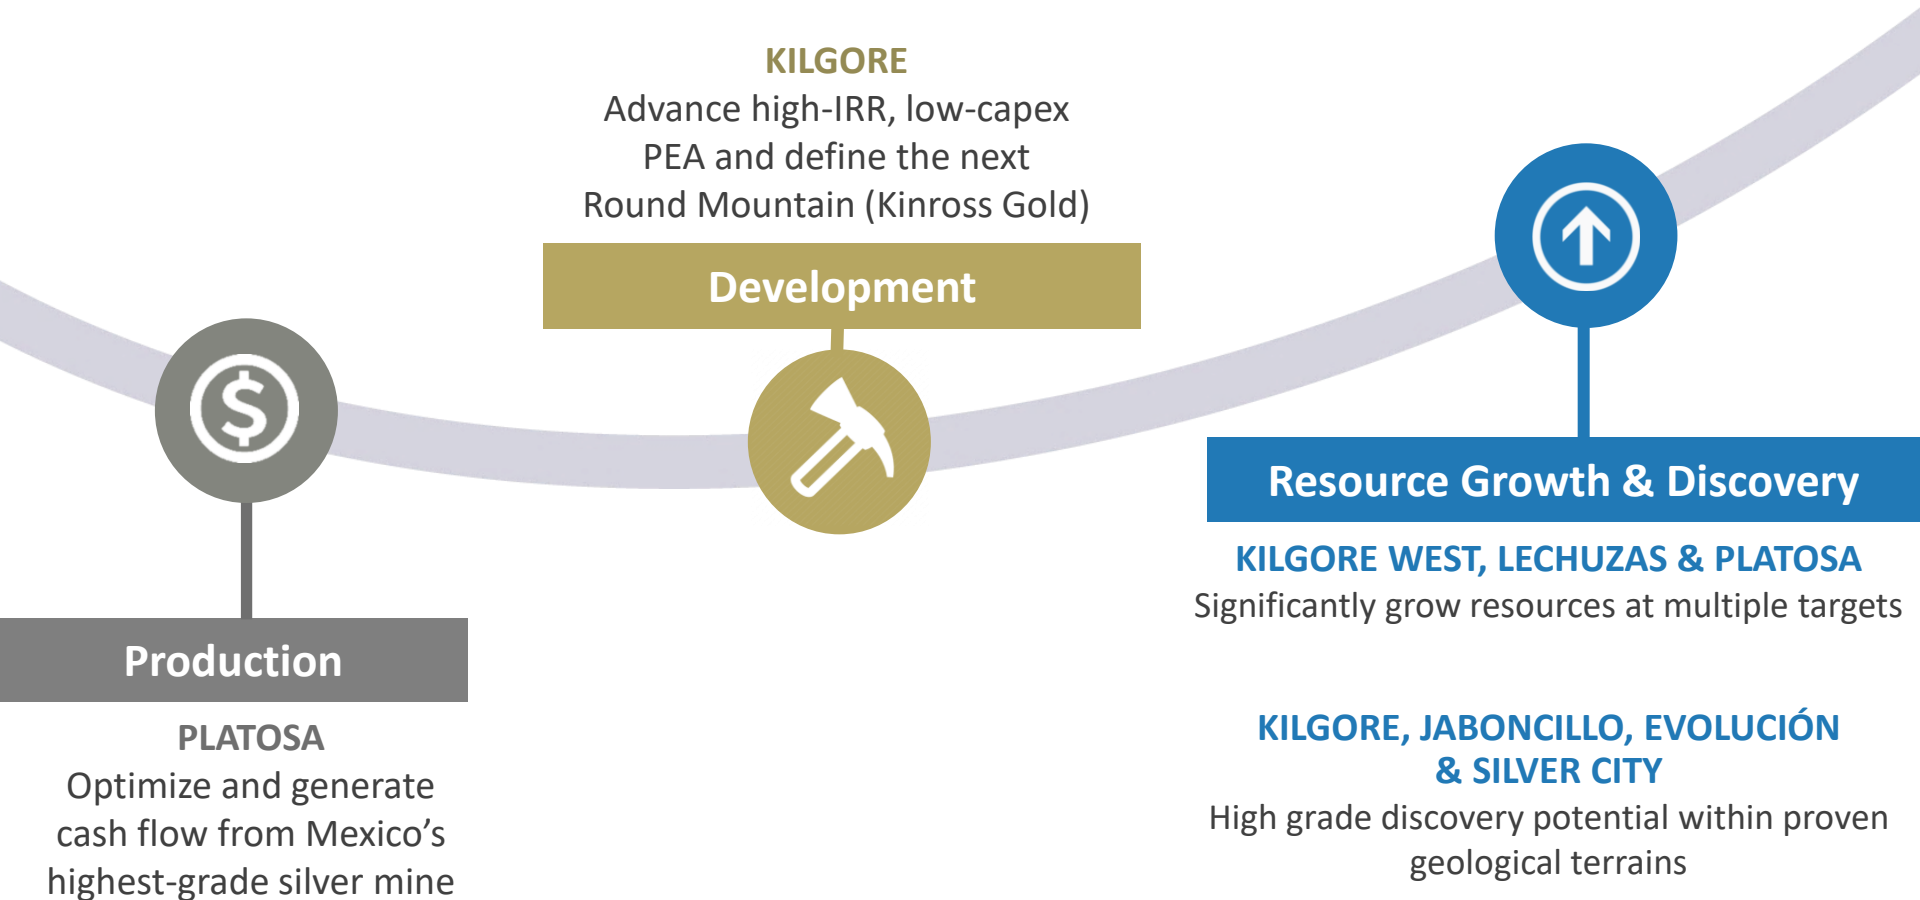 KILGORE
Advance high-IRR, low-capex
PEA and define the next
Round Mountain (Kinross Gold)
Development
$
Production
PLATOSA
Optimize and generate
cash flow from Mexico’s
highest-grade silver mine
Resource Growth & Discovery
KILGORE WEST, LECHUZAS & PLATOSA
Significantly grow resources at multiple targets
KILGORE, JABONCILLO, EVOLUCIÓN
& SILVER CITY
High grade discovery potential within proven
geological terrains